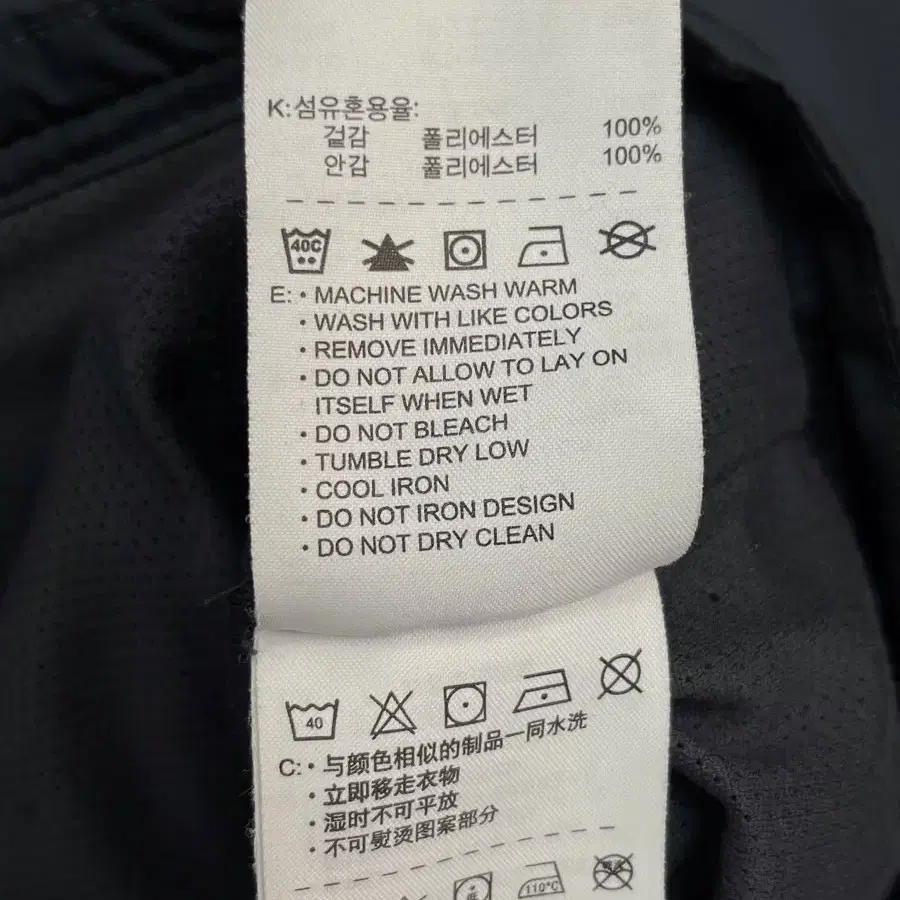 K:섬유혼용율:
겉감 폴리에스터 100%
안감 폴리에스터 100%
40C
E: • MACHINE WASH WARM
• WASH WITH LIKE COLORS
• REMOVE IMMEDIATELY
• DO NOT ALLOW TO LAY ON
ITSELF WHEN WET
• DO NOT BLEACH
• TUMBLE DRY LOW
• COOL IRON
• DO NOT IRON DESIGN
• DO NOT DRY CLEAN
40
C: • 与颜色相似的制品一同水洗
• 立即移走衣物
• 湿时不可平放
• 不可熨烫图案部分
110°C